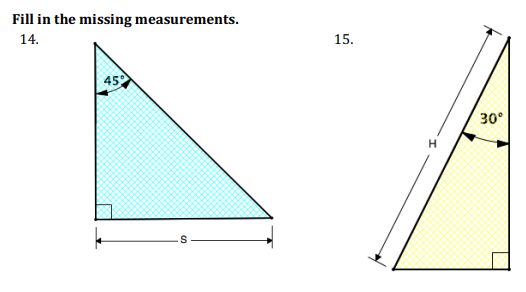 Fill in the missing measurements.
14.
45°
S
15.
30°
H